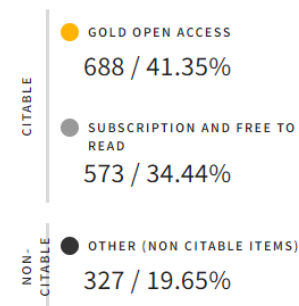 CITABLE
GOLD OPEN ACCESS
688 / 41.35%
SUBSCRIPTION AND FREE TO
READ
573 / 34.44%
NON-
CITABLE
OTHER (NON CITABLE ITEMS)
327 / 19.65%